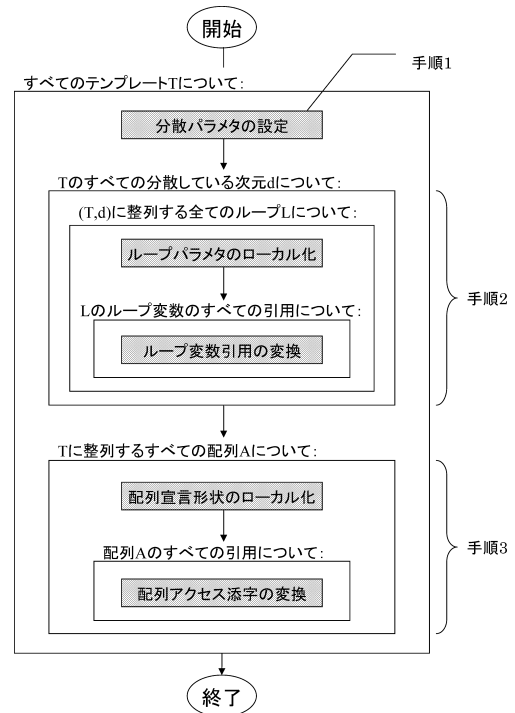 開始
手順1
すべてのテンプレートTについて:
分散パラメタの設定
Tのすべての分散している次元dについて:
(T,d)に整列する全てのループLについて:
ループパラメタのローカル化
手順2
Lのループ変数のすべての引用について:
ループ変数引用の変換
Tに整列するすべての配列Aについて:
配列宣言形状のローカル化
手順3
配列Aのすべての引用について:
配列アクセス添字の変換
終了